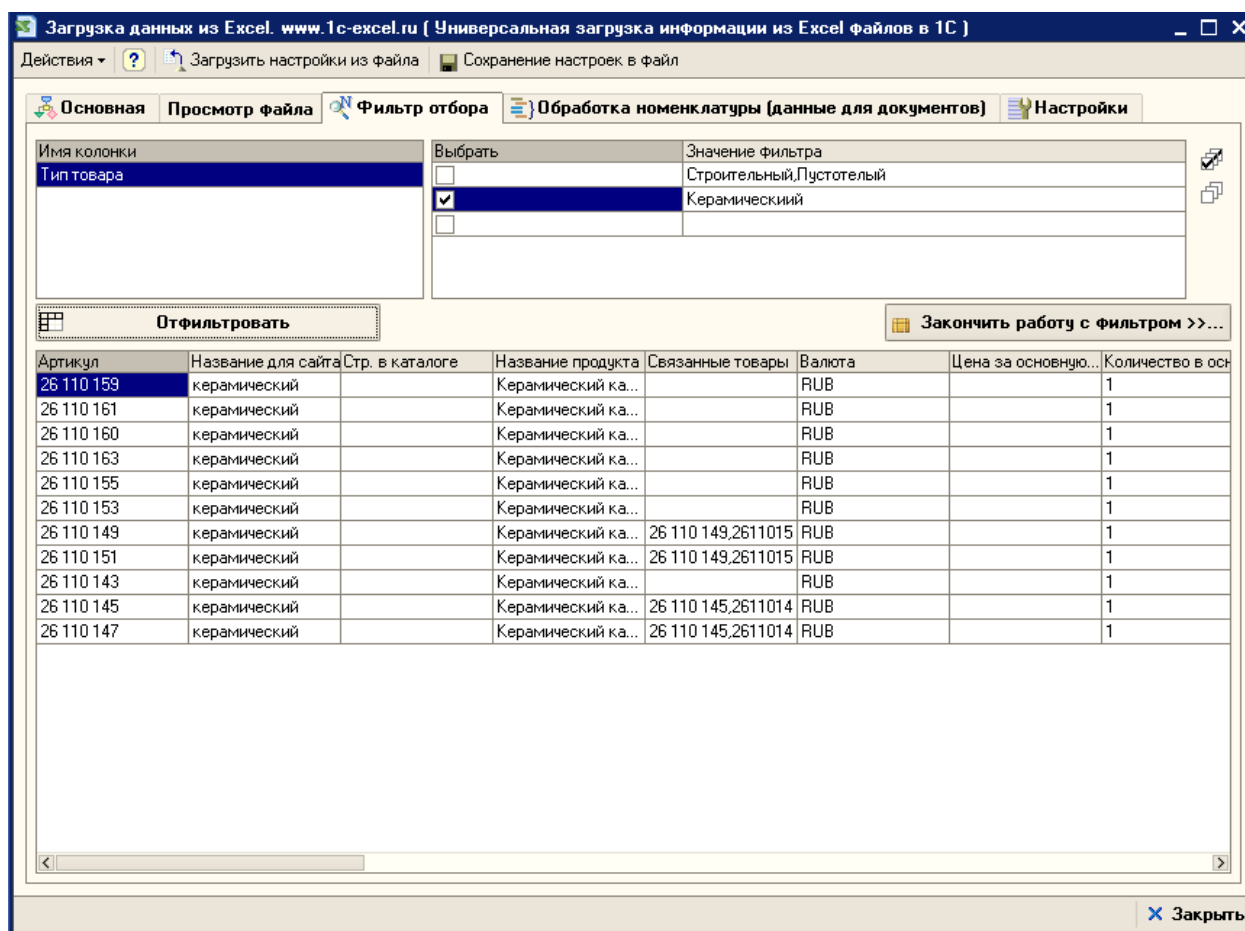 Загрузка данных из Excel. www.1c-excel.ru ( Универсальная загрузка информации из Excel файлов в 1С )
Действия ? Загрузить настройки из файла Сохранение настроек в файл
Основная Просмотр файла Фильтр отбора Обработка номенклатуры (данные для документов) Настройки
Имя колонки Выбрать Значение фильтра
Тип товара Строительный,Пустотелый
Керамическиий
Отфильтровать Закончить работу с фильтром >>...
Артикул Название для сайта Стр. в каталоге Название продукта Связанные товары Валюта Цена за основную... Количество в осн
26 110 159 керамический Керамический ка... RUB 1
26 110 161 керамический Керамический ка... RUB 1
26 110 160 керамический Керамический ка... RUB 1
26 110 163 керамический Керамический ка... RUB 1
26 110 155 керамический Керамический ка... RUB 1
26 110 153 керамический Керамический ка... RUB 1
26 110 149 керамический Керамический ка... 26 110 149,2611015 RUB 1
26 110 151 керамический Керамический ка... 26 110 149,2611015 RUB 1
26 110 143 керамический Керамический ка... RUB 1
26 110 145 керамический Керамический ка... 26 110 145,2611014 RUB 1
26 110 147 керамический Керамический ка... 26 110 145,2611014 RUB 1
Закрыть